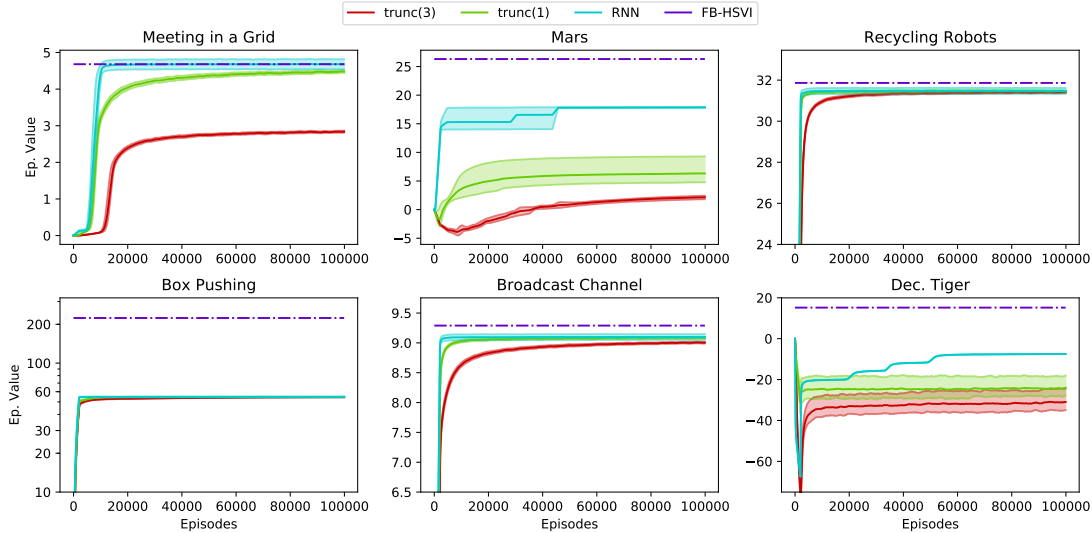 trunc(3) trunc(1) RNN FB-HSVI
Meeting in a Grid
Ep. Value
5
4
3
2
1
0
0 20000 40000 60000 80000 100000
Mars
25
20
15
10
5
0
−5
0 20000 40000 60000 80000 100000
Recycling Robots
32
30
28
26
24
0 20000 40000 60000 80000 100000
Box Pushing
Ep. Value
200
100
60
30
10
0 20000 40000 60000 80000 100000
Episodes
Broadcast Channel
9.5
9.0
8.5
8.0
7.5
7.0
6.5
0 20000 40000 60000 80000 100000
Episodes
Dec. Tiger
20
0
−20
−40
−60
0 20000 40000 60000 80000 100000
Episodes